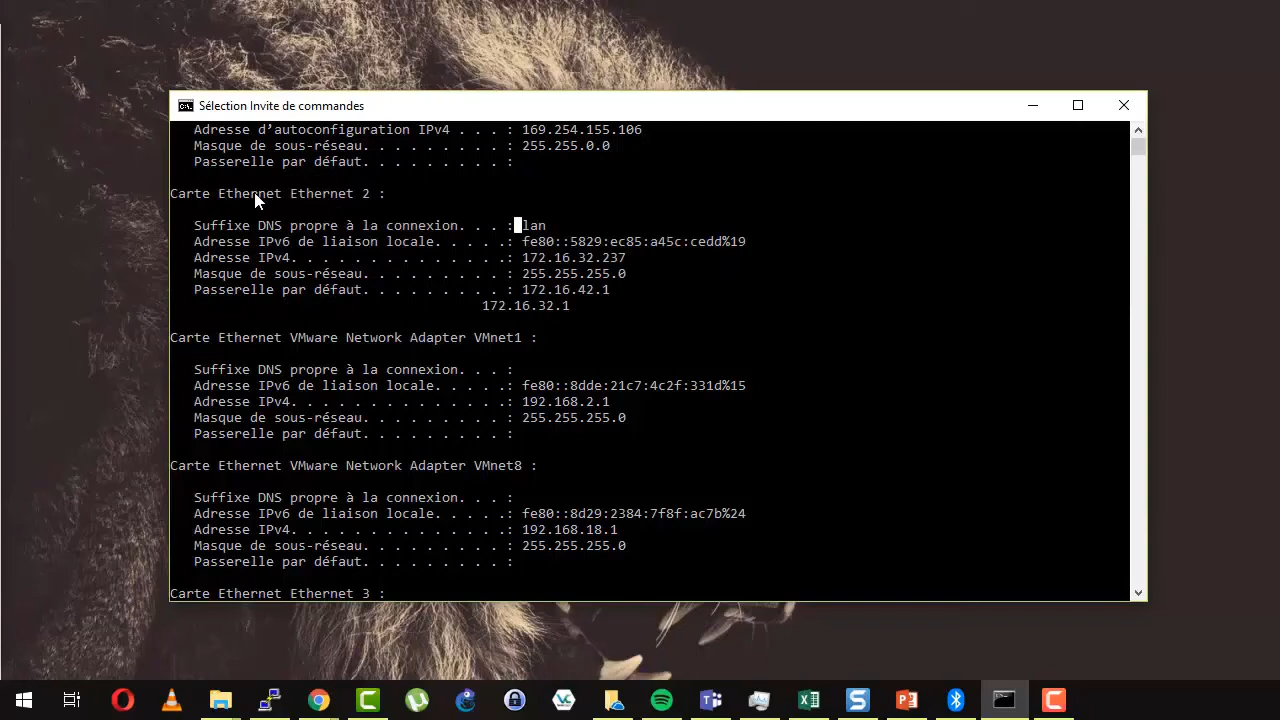 Sélection Invite de commandes
Adresse d’autoconfiguration IPv4 . . . : 169.254.155.106
Masque de sous-réseau. . . . . . . . . : 255.255.0.0
Passerelle par défaut. . . . . . . . . :
Carte Ethernet Ethernet 2 :
Suffixe DNS propre à la connexion. . . : lan
Adresse IPv6 de liaison locale. . . . .: fe80::5829:ec85:a45c:cedd%19
Adresse IPv4. . . . . . . . . . . . . .: 172.16.32.237
Masque de sous-réseau. . . . . . . . . : 255.255.255.0
Passerelle par défaut. . . . . . . . . : 172.16.42.1
172.16.32.1
Carte Ethernet VMware Network Adapter VMnet1 :
Suffixe DNS propre à la connexion. . . :
Adresse IPv6 de liaison locale. . . . .: fe80::8dde:21c7:4c2f:331d%15
Adresse IPv4. . . . . . . . . . . . . .: 192.168.2.1
Masque de sous-réseau. . . . . . . . . : 255.255.255.0
Passerelle par défaut. . . . . . . . . :
Carte Ethernet VMware Network Adapter VMnet8 :
Suffixe DNS propre à la connexion. . . :
Adresse IPv6 de liaison locale. . . . .: fe80::8d29:2384:7f8f:ac7b%24
Adresse IPv4. . . . . . . . . . . . . .: 192.168.18.1
Masque de sous-réseau. . . . . . . . . : 255.255.255.0
Passerelle par défaut. . . . . . . . . :
Carte Ethernet Ethernet 3 :